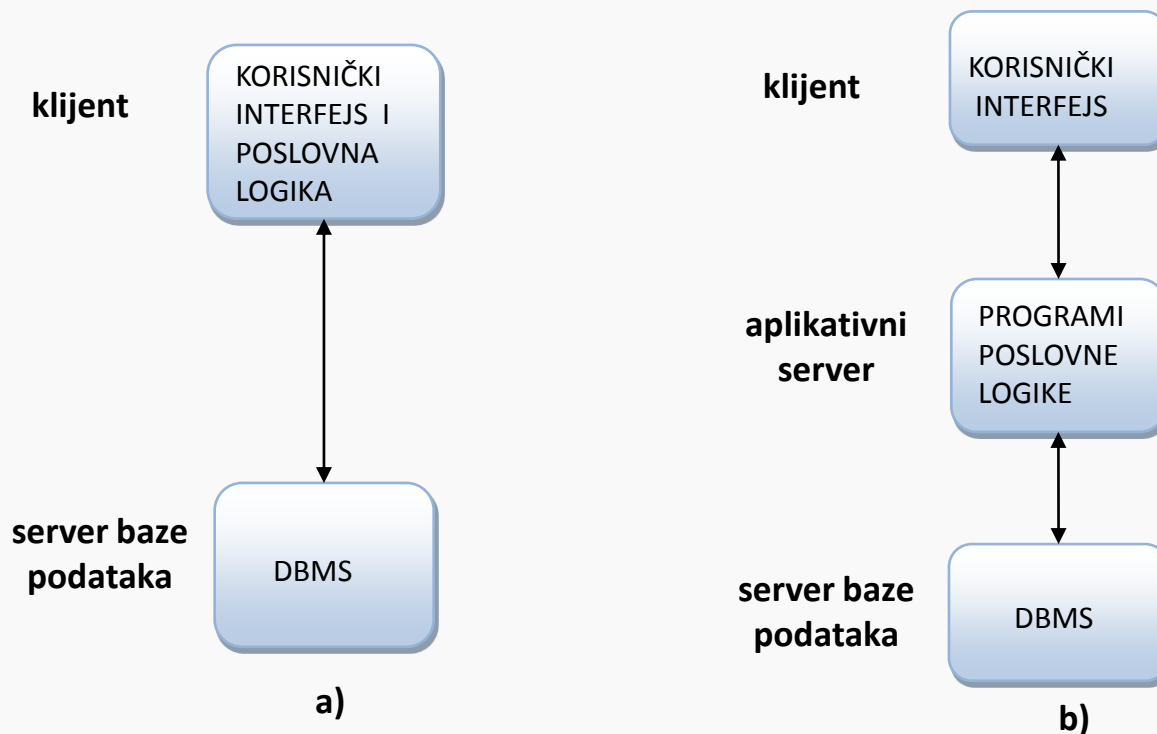 klijent
KORISNIČKI
INTERFEJS I
POSLOVNA
LOGIKA
server baze
podataka
DBMS
a)
klijent
KORISNIČKI
INTERFEJS
aplikativni
server
PROGRAMI
POSLOVNE
LOGIKE
server baze
podataka
DBMS
b)